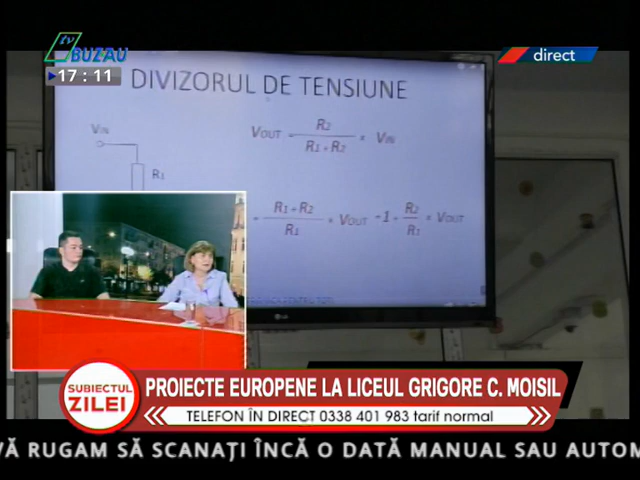 tv
BUZAU
17:11
direct
DIVIZORUL DE TENSIUNE
VIN
R1
VOUT = R2 / R1 + R2 × VIN
= R1 + R2 / R1 × VOUT = 1 + R2 / R1 × VOUT
LG
SUBIECTUL
ZILEI
PROIECTE EUROPENE LA LICEUL GRIGORE C. MOISIL
TELEFON ÎN DIRECT 0338 401 983 tarif normal
VĂ RUGAM SĂ SCANAȚI ÎNCĂ O DATĂ MANUAL SAU AUTOM